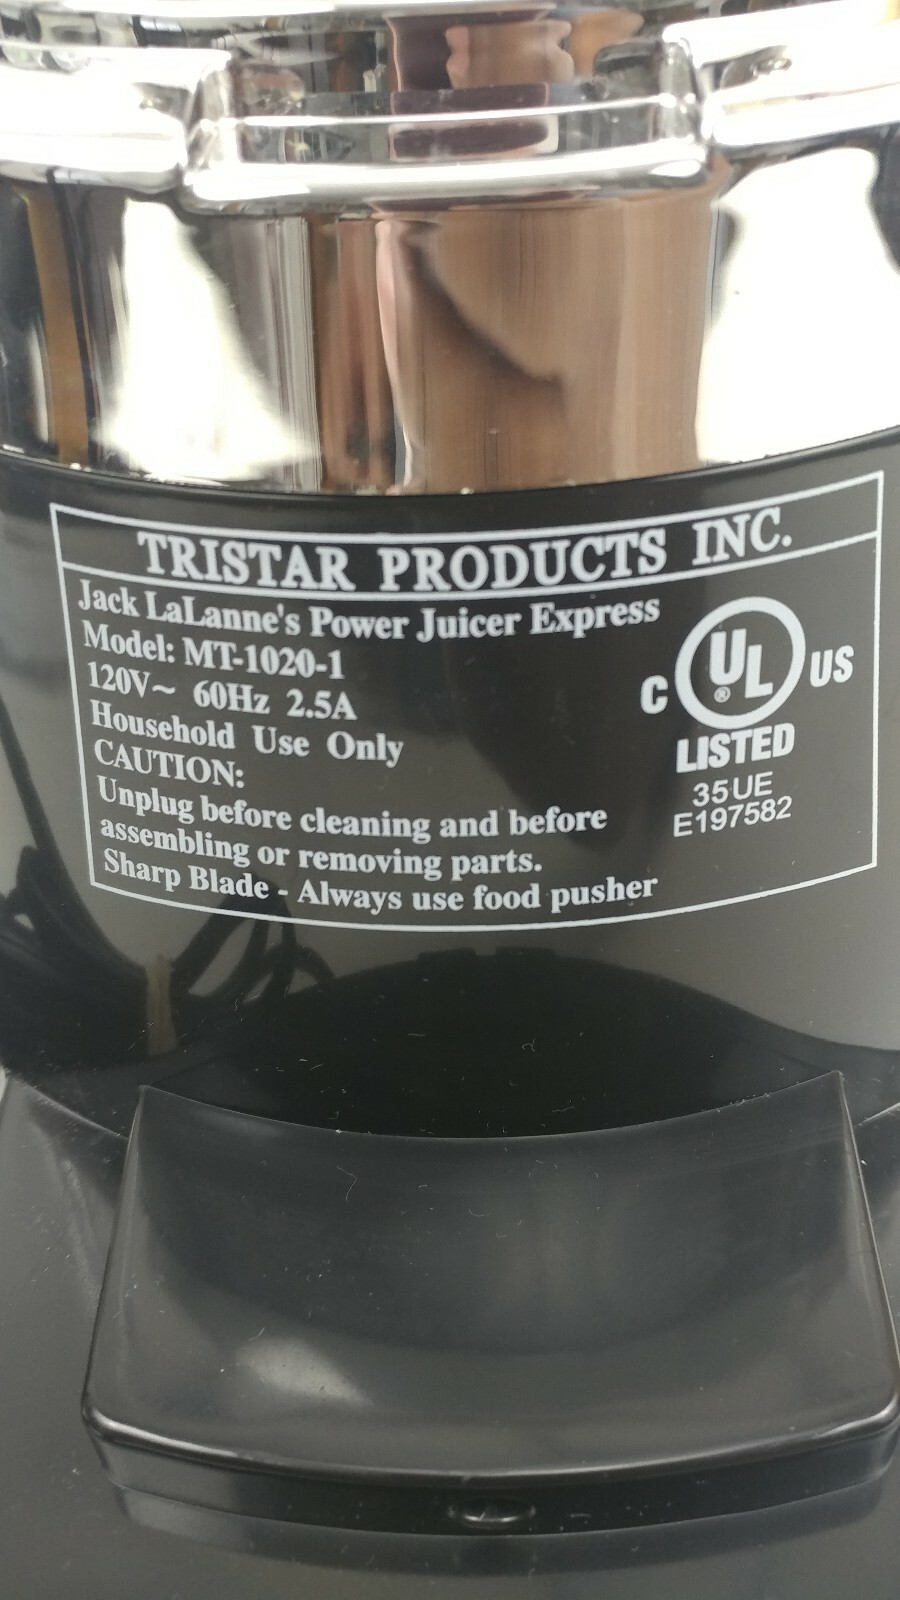 TRISTAR PRODUCTS INC.
Jack LaLanne's Power Juicer Express
Model: MT-1020-1
120V~ 60Hz 2.5A
Household Use Only
CAUTION:
Unplug before cleaning and before
assembling or removing parts.
Sharp Blade - Always use food pusher
C UL® US
LISTED
35UE
E197582